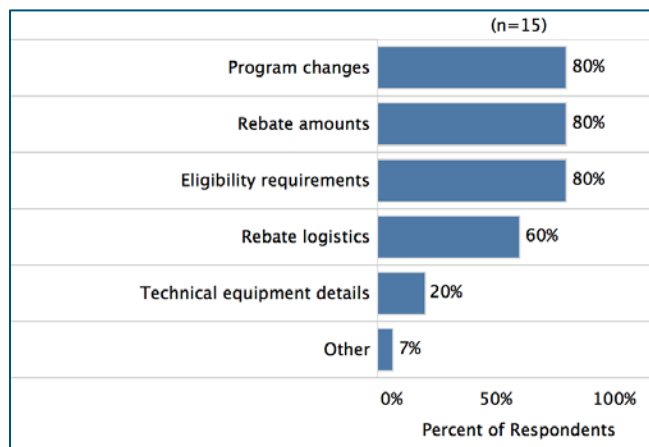 (n=15)
Program changes 80%
Rebate amounts 80%
Eligibility requirements 80%
Rebate logistics 60%
Technical equipment details 20%
Other 7%
0% 50% 100%
Percent of Respondents